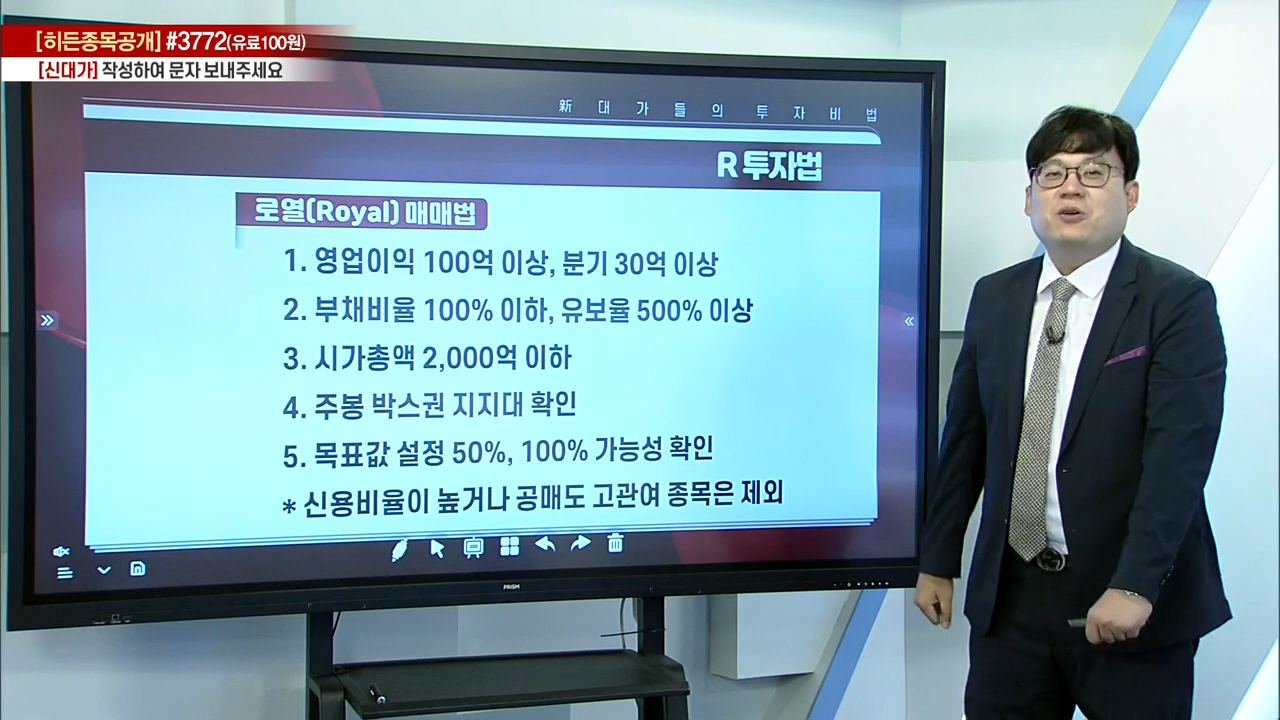 [히든종목공개] #3772(유료100원)
[신대가] 작성하여 문자 보내주세요
新대가들의 투자비법
R 투자법
로열(Royal) 매매법
1. 영업이익 100억 이상, 분기 30억 이상
2. 부채비율 100% 이하, 유보율 500% 이상
3. 시가총액 2,000억 이하
4. 주봉 박스권 지지대 확인
5. 목표값 설정 50%, 100% 가능성 확인
* 신용비율이 높거나 공매도 고관여 종목은 제외
PRISM